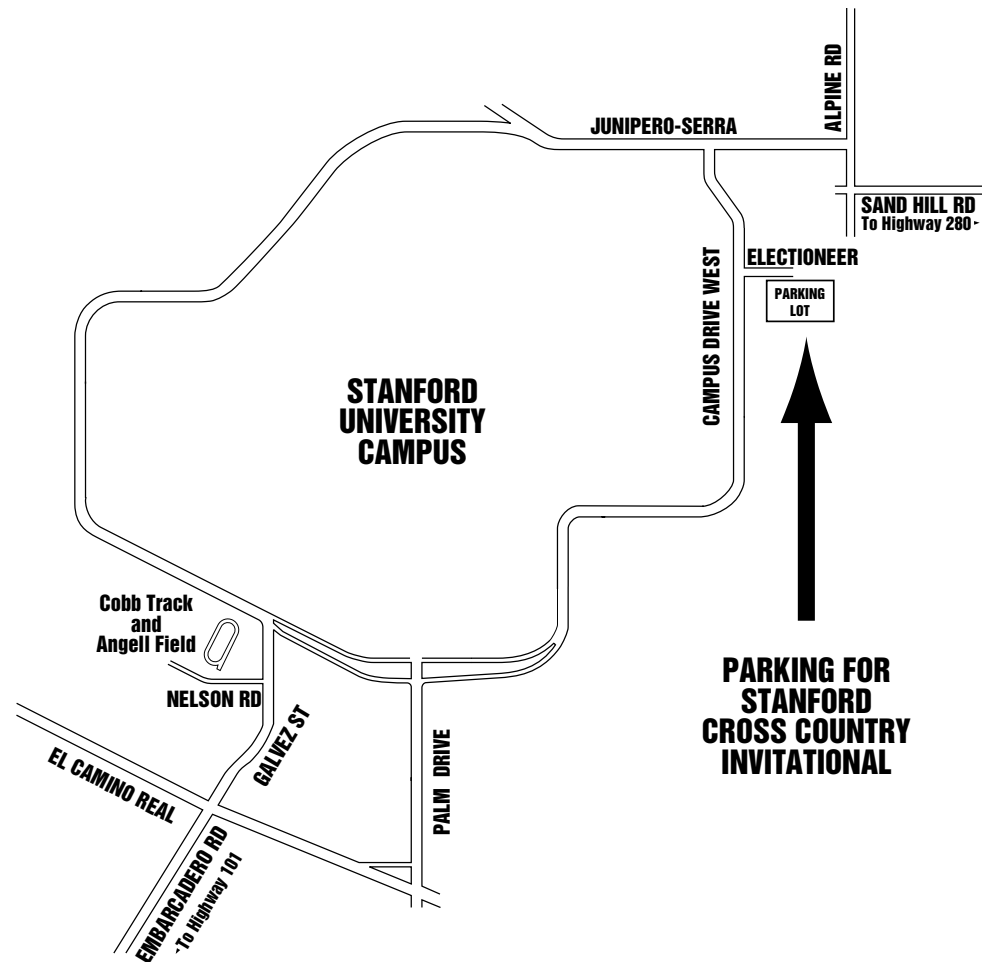 ALPINE RD
JUNIPERO-SERRA
SAND HILL RD
To Highway 280
ELECTIONEER
PARKING
LOT
CAMPUS DRIVE WEST
STANFORD
UNIVERSITY
CAMPUS
Cobb Track
and
Angell Field
NELSON RD
GALVEZ ST
PARKING FOR
STANFORD
CROSS COUNTRY
INVITATIONAL
EL CAMINO REAL
PALM DRIVE
EMBARCADERO RD
-To Highway 101